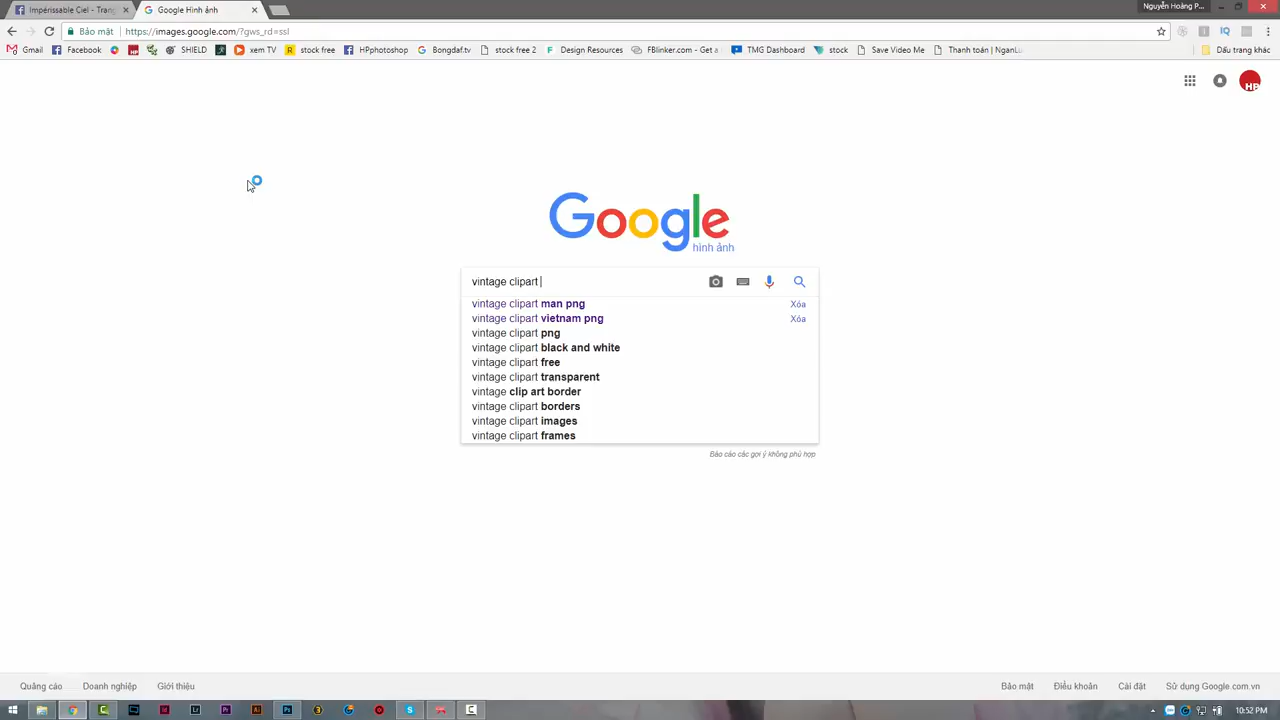 Impérissable Ciel - Trang
Google Hình ảnh
Nguyễn Hoàng P...
Bảo mật
https://images.google.com/?gws_rd=ssl
Gmail
Facebook
SHIELD
xem TV
stock free
HPphotoshop
Bongdaf.tv
stock free 2
Design Resources
FBlinker.com - Get a
TMG Dashboard
stock
Save Video Me
Thanh toán | NganLu
Dấu trang khác
HB
Google
hình ảnh
vintage clipart
vintage clipart man png Xóa
vintage clipart vietnam png Xóa
vintage clipart png
vintage clipart black and white
vintage clipart free
vintage clipart transparent
vintage clip art border
vintage clipart borders
vintage clipart images
vintage clipart frames
Báo cáo các gợi ý không phù hợp
Quảng cáo Doanh nghiệp Giới thiệu
Bảo mật Điều khoản Cài đặt Sử dụng Google.com.vn
10:52 PM